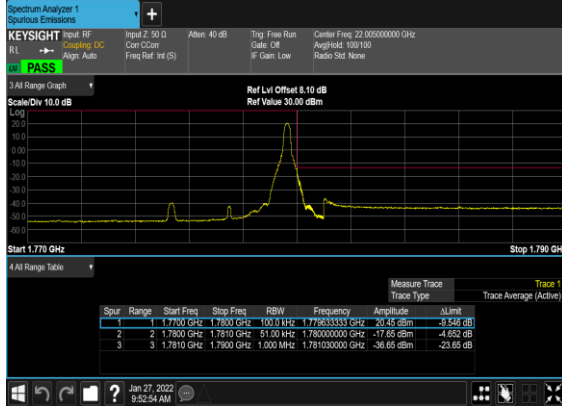 Spectrum Analyzer 1
Spurious Emissions
+
KEYSIGHT Input: RF Input Z: 50 Ω Atten: 40 dB Trig: Free Run Center Freq: 22.005000000 GHz
RL Coupling: DC Corr CCorr Gate: Off Avg|Hold: 100/100
Align: Auto Freq Ref: Int (S) IF Gain: Low Radio Std: None
PASS
3 All Range Graph
Ref Lvl Offset 8.10 dB
Scale/Div 10.0 dB Ref Value 30.00 dBm
Log
20.0
10.0
0.00
-10.0
-20.0
-30.0
-40.0
-50.0
-60.0
Start 1.770 GHz Stop 1.790 GH
4 All Range Table
Measure Trace Trace 1
Trace Type Trace Average (Active)
Spur Range Start Freq Stop Freq RBW Frequency Amplitude ΔLimit
1 1 1.7700 GHz 1.7800 GHz 100.0 kHz 1.779633333 GHz 20.45 dBm -9.546 dB
2 2 1.7800 GHz 1.7810 GHz 51.00 kHz 1.780000000 GHz -17.65 dBm -4.652 dB
3 3 1.7810 GHz 1.7900 GHz 1.000 MHz 1.781030000 GHz -36.65 dBm -23.65 dB
? Jan 27, 2022
9:52:54 AM